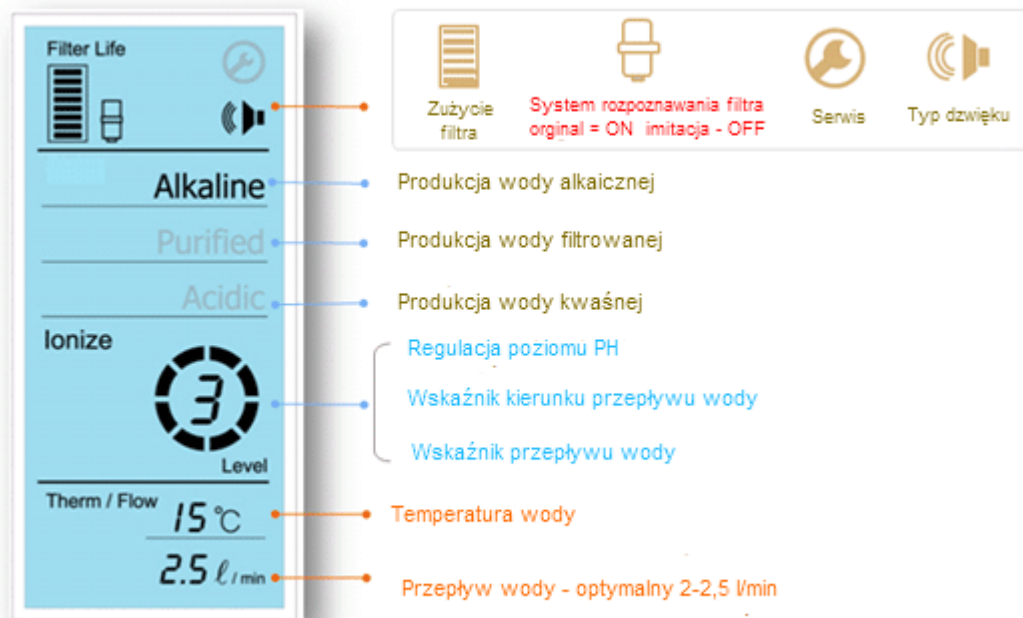 Filter Life
Zużycie
filtra
System rozpoznawania filtra
orginal = ON imitacja - OFF
Serwis
Typ dzwięku
Alkaline
Produkcja wody alkaicznej
Purified
Produkcja wody filtrowanej
Acidic
Produkcja wody kwaśnej
Ionize
3
Level
Regulacja poziomu PH
Wskaźnik kierunku przepływu wody
Wskaźnik przepływu wody
Therm / Flow
15 °C
Temperatura wody
2.5 ℓ / min
Przepływ wody - optymalny 2-2,5 l/min